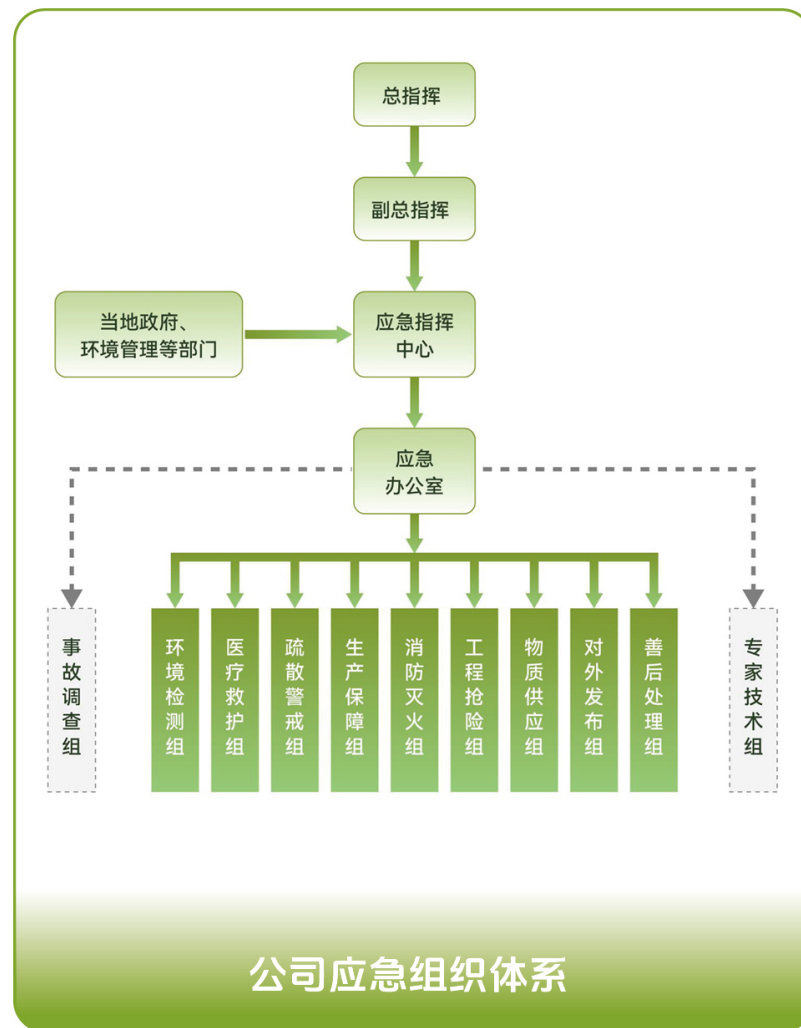 总指挥
副总指挥
当地政府、
环境管理等部门
应急指挥
中心
应急
办公室
事故调查组
环境检测组
医疗救护组
疏散警戒组
生产保障组
消防灭火组
工程抢险组
物质供应组
对外发布组
善后处理组
专家技术组
公司应急组织体系